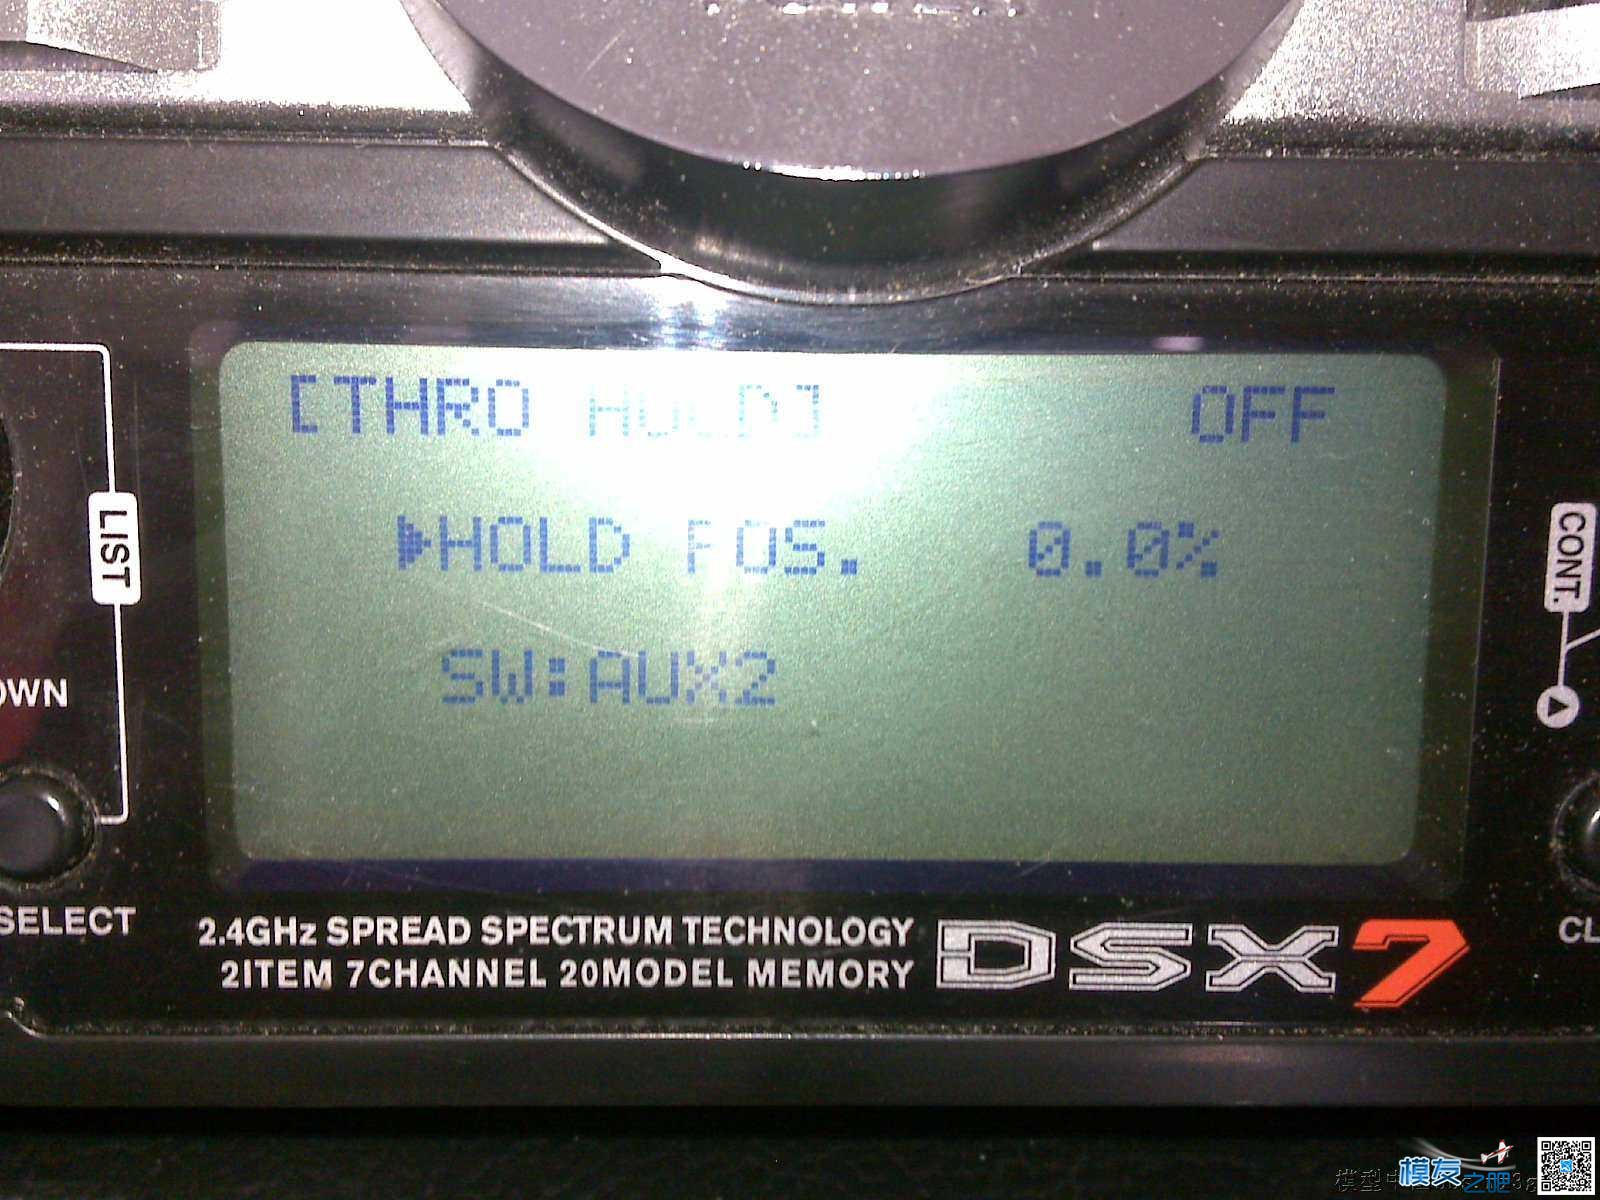 [THRO HOLD] OFF
▶HOLD POS. 0.0%
SW:AUX2
LIST
CONT.
OWN
SELECT
CL
2.4GHz SPREAD SPECTRUM TECHNOLOGY
2ITEM 7CHANNEL 20MODEL MEMORY
DSX7
模友之吧